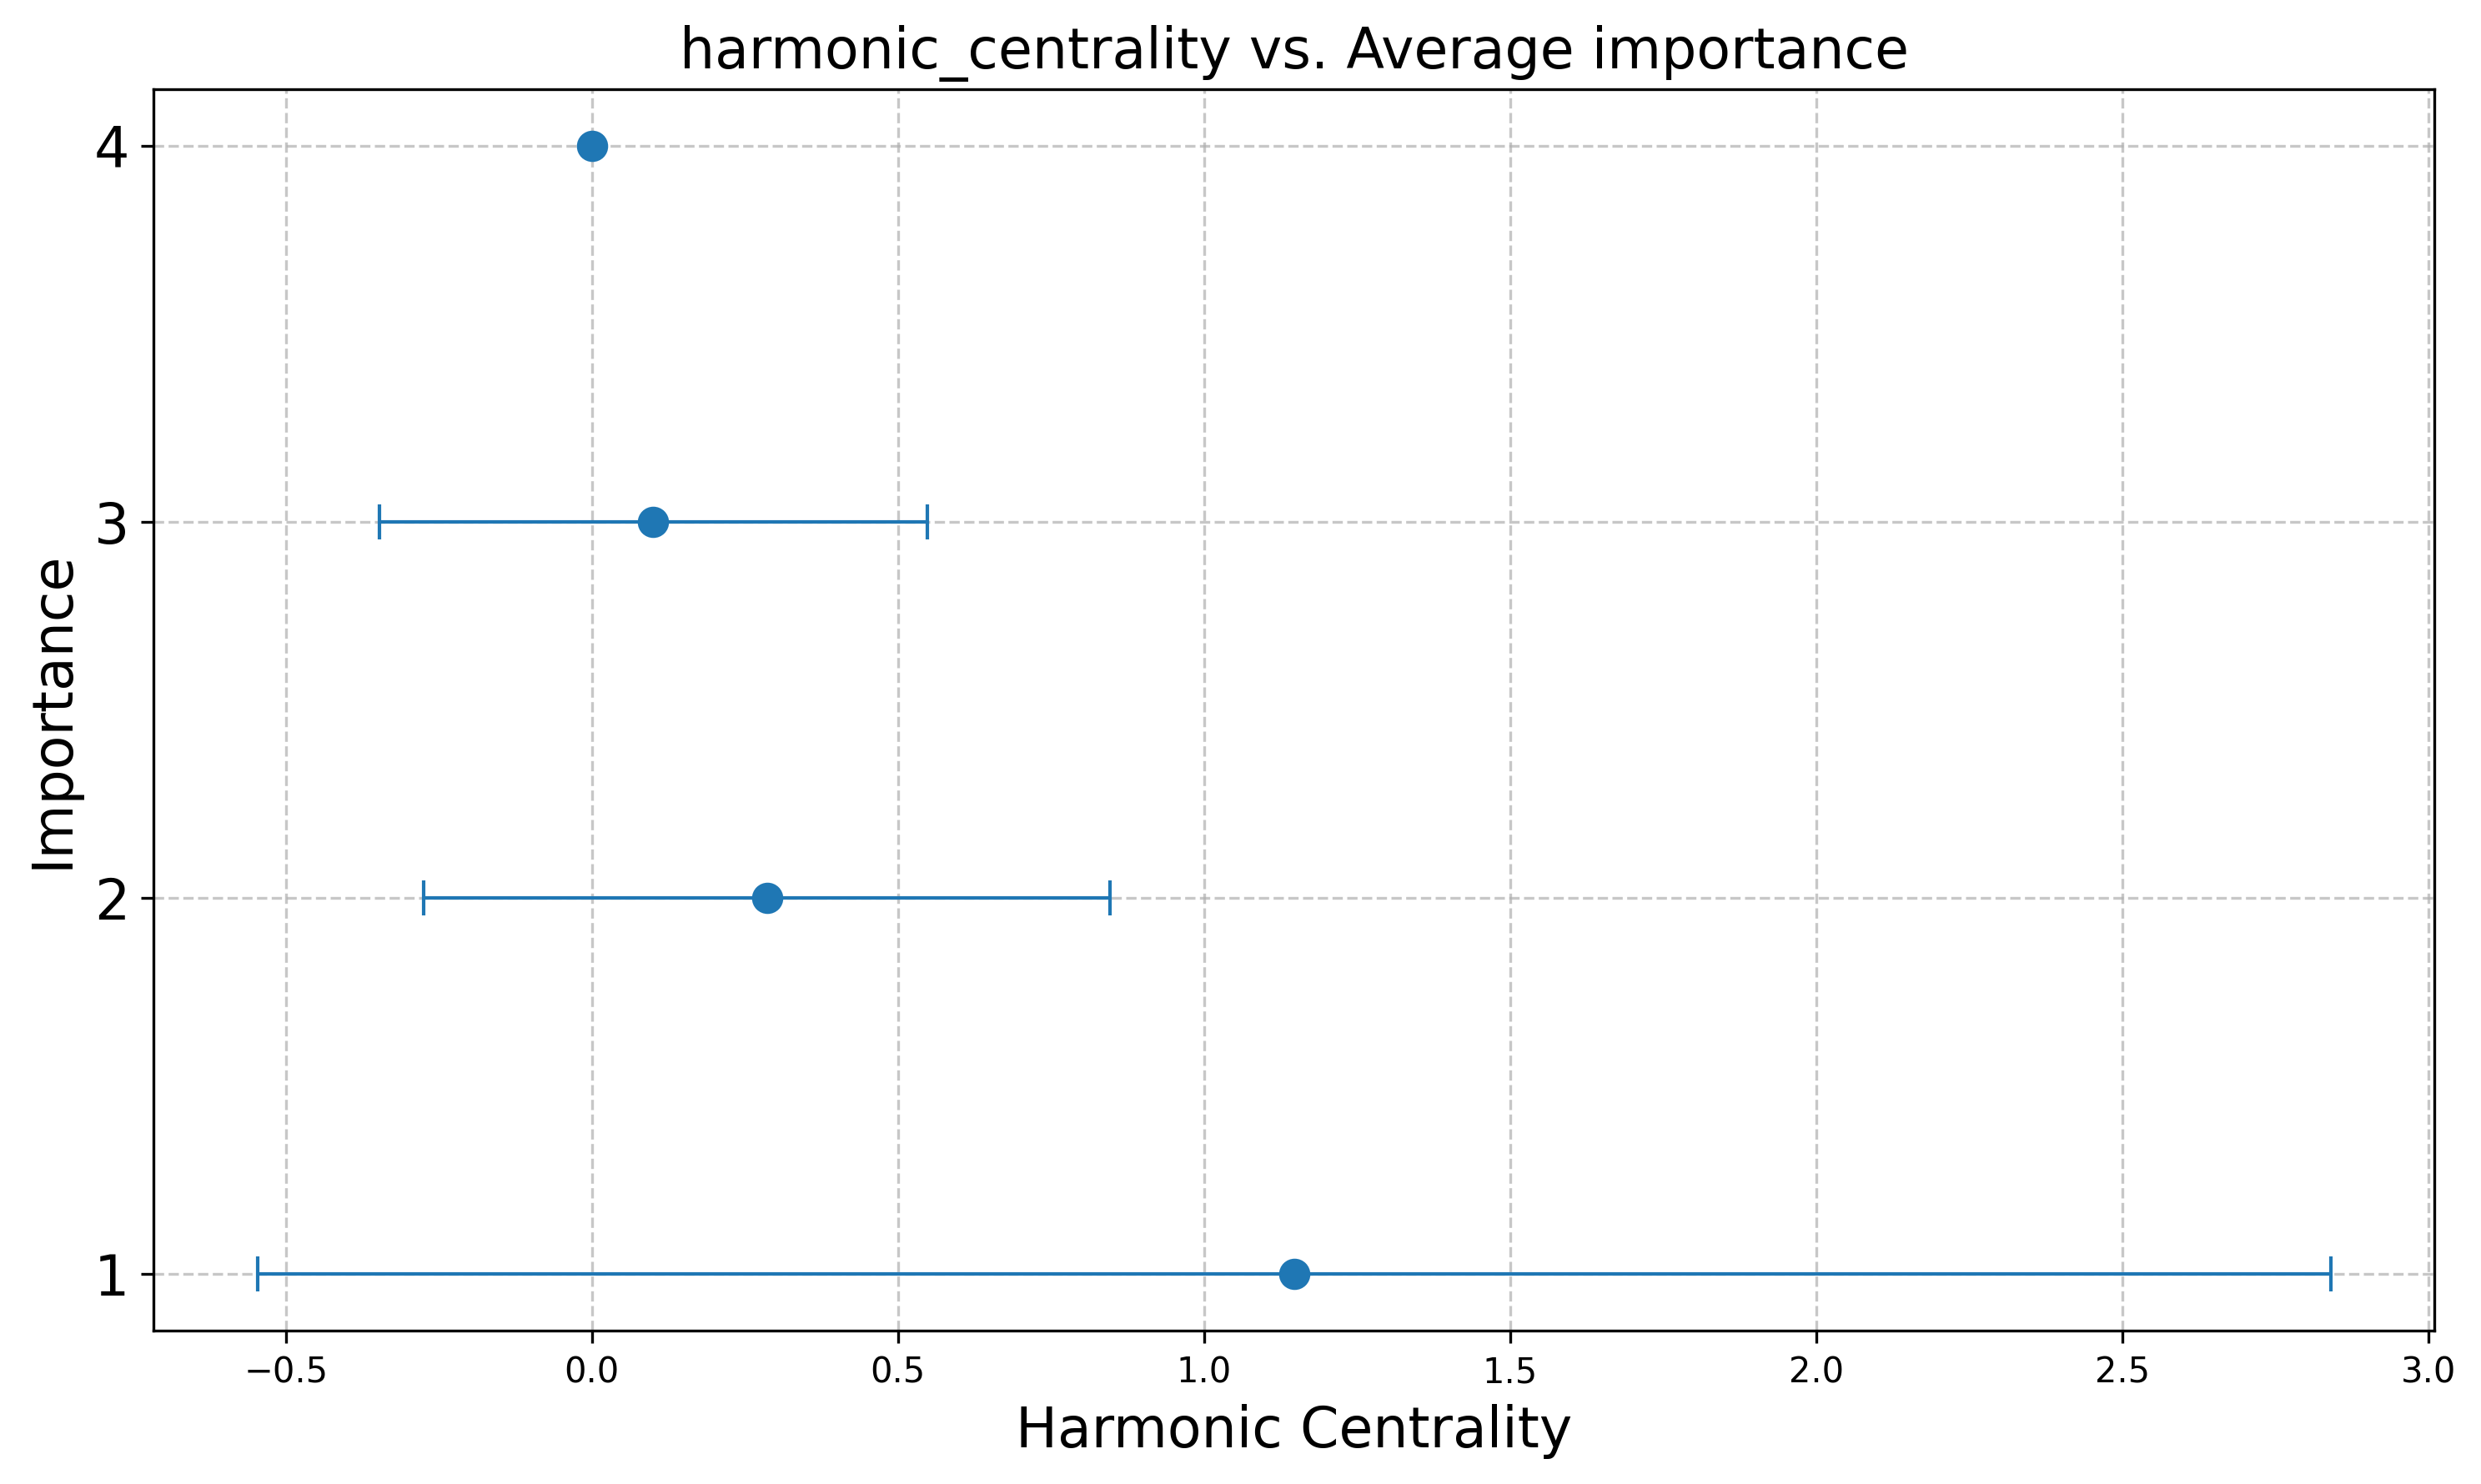 harmonic_centrality vs. Average importance
4
3
2
1
Importance
−0.5 0.0 0.5 1.0 1.5 2.0 2.5 3.0
Harmonic Centrality